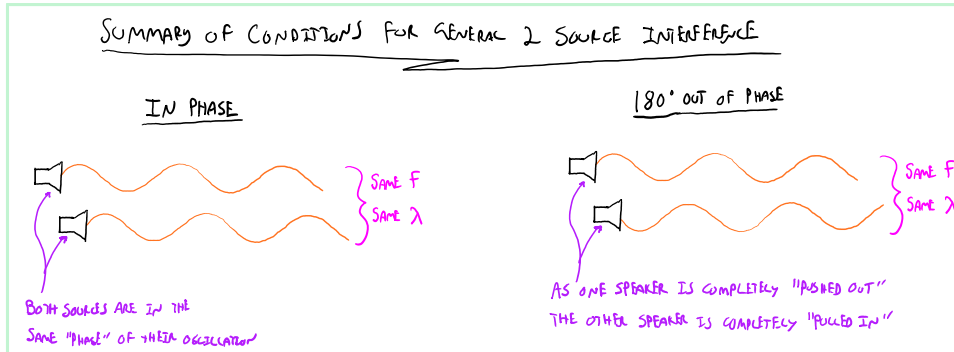 SUMMARY OF CONDITIONS FOR GENERAL 2 SOURCE INTERFERENCE
IN PHASE
180° OUT OF PHASE
SAME F
SAME λ
SAME F
SAME λ
BOTH SOURCES ARE IN THE
SAME "PHASE" OF THEIR OSCILLATION
AS ONE SPEAKER IS COMPLETELY "PUSHED OUT"
THE OTHER SPEAKER IS COMPLETELY "PULLED IN"